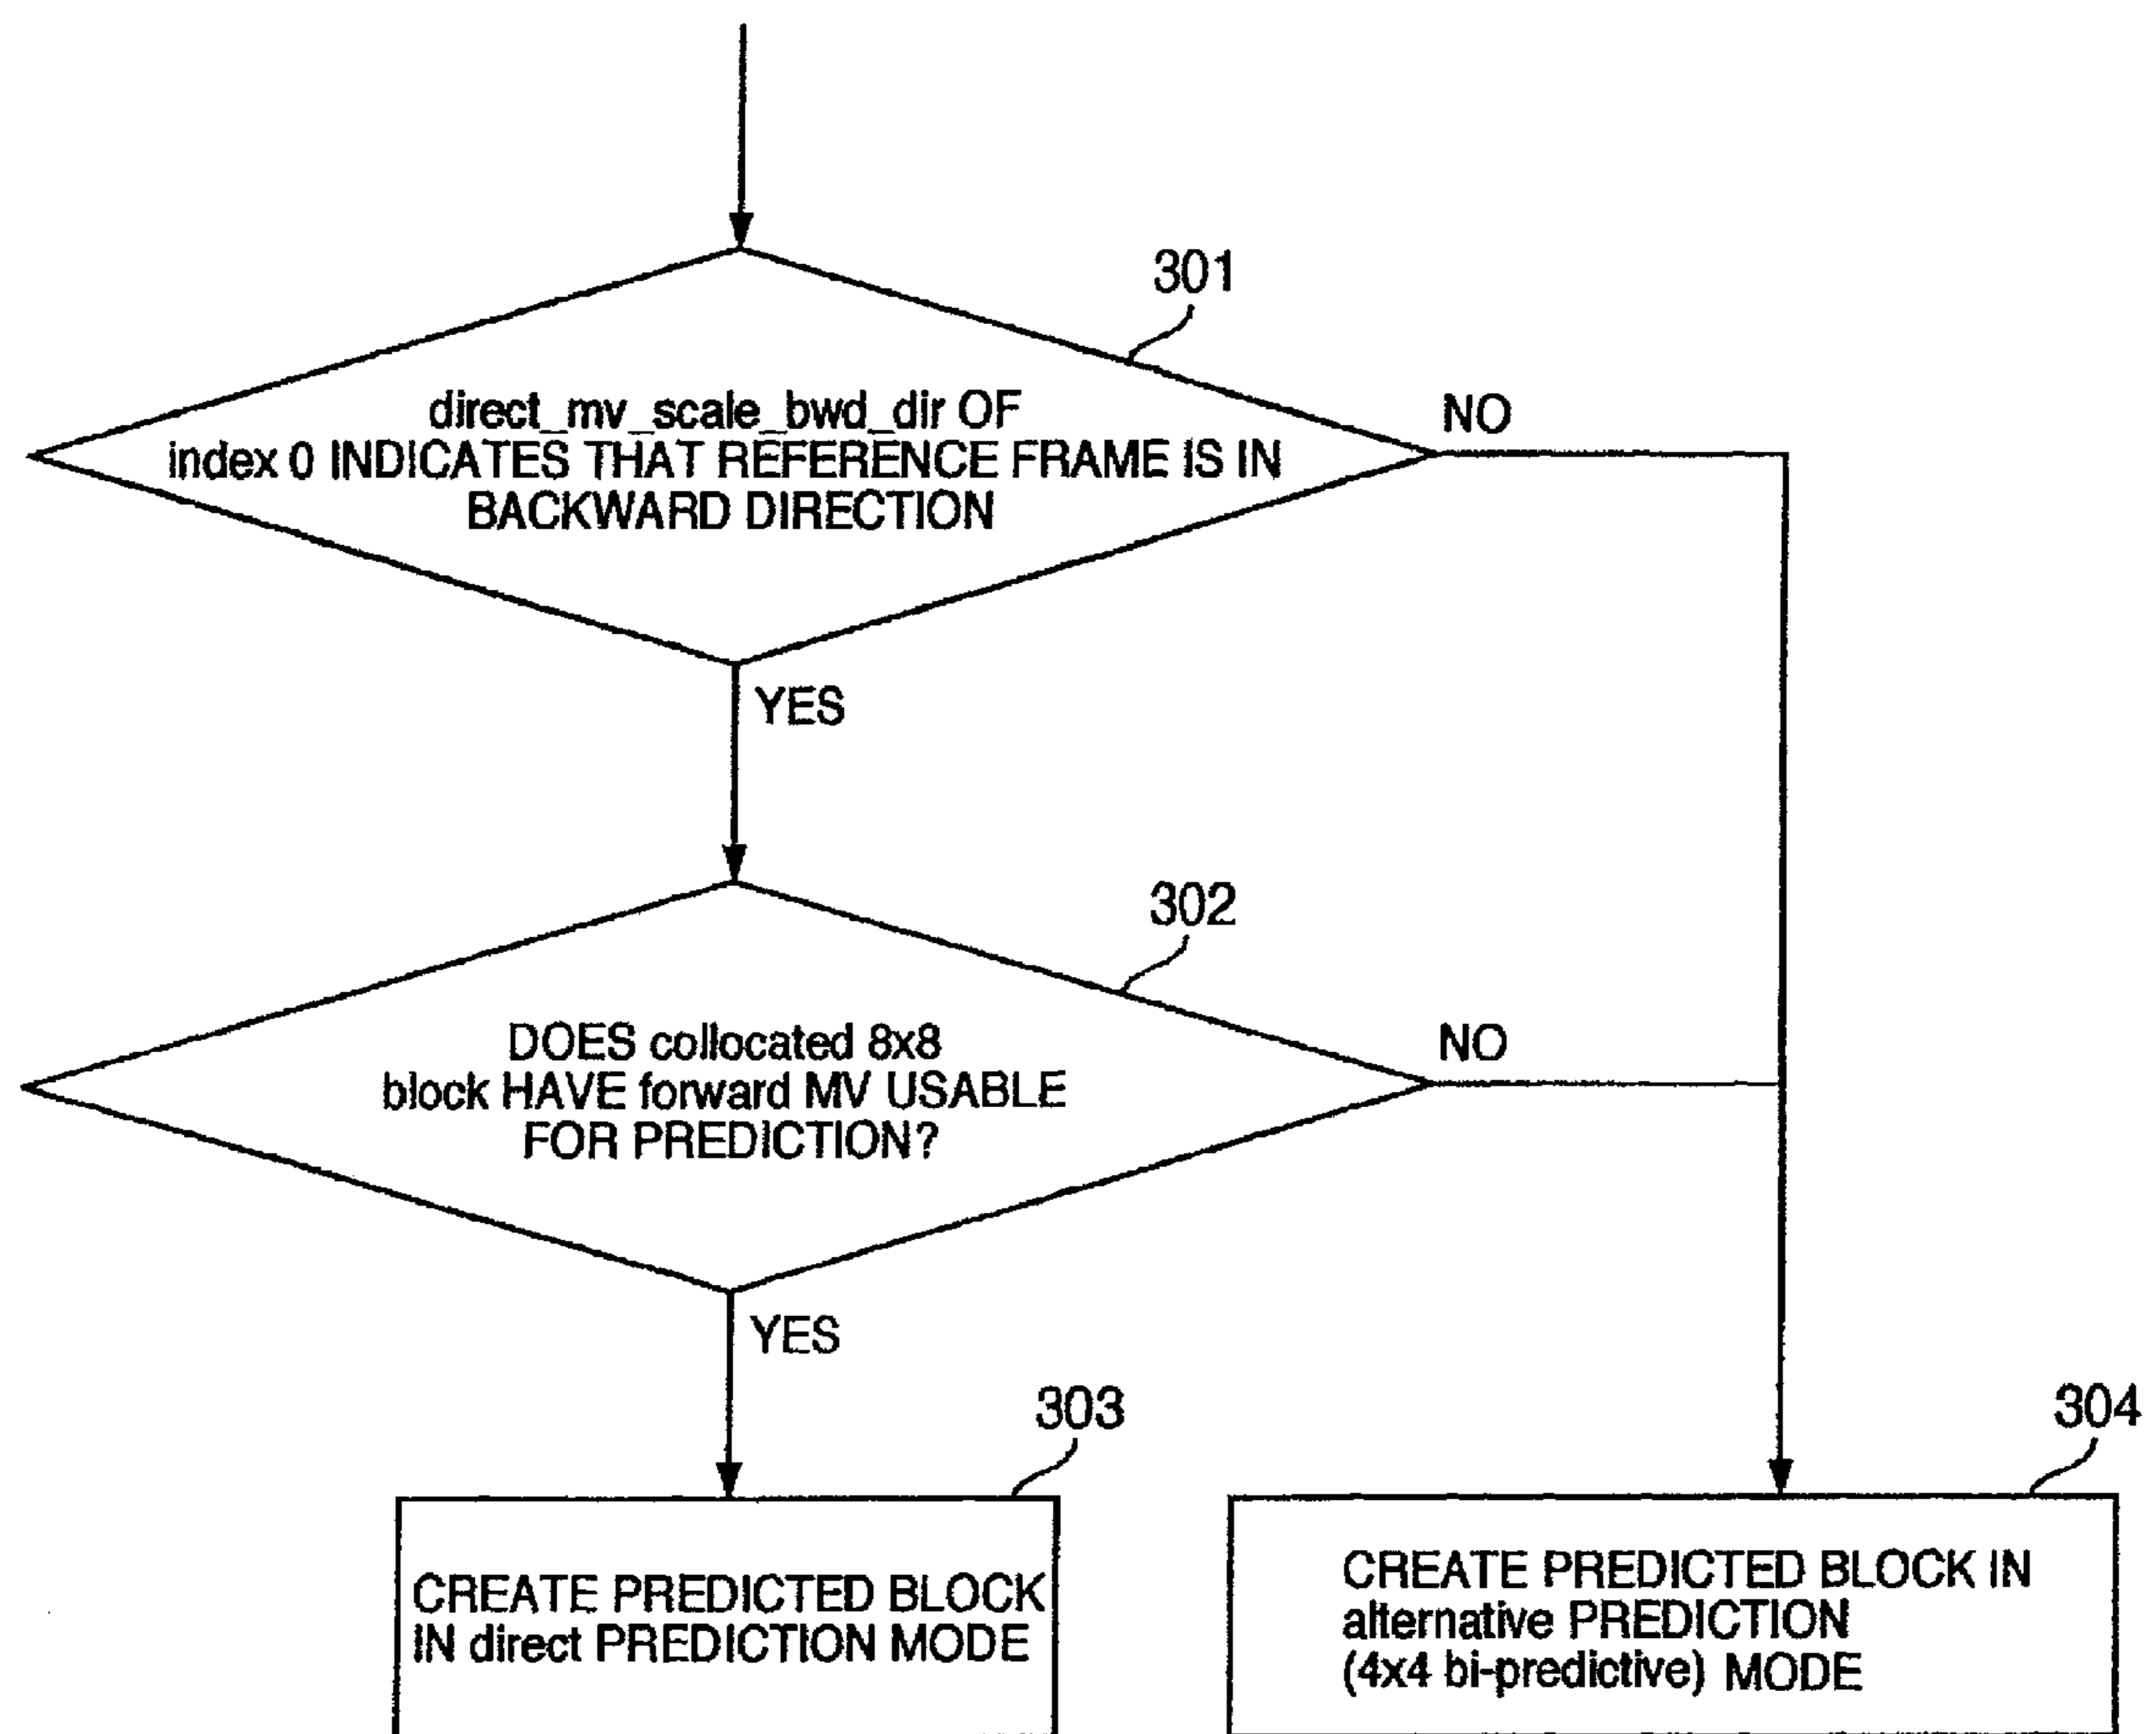 301
direct_mv_scale_bwd_dir OF
index 0 INDICATES THAT REFERENCE FRAME IS IN
BACKWARD DIRECTION
NO
YES
302
DOES collocated 8x8
block HAVE forward MV USABLE
FOR PREDICTION?
NO
YES
303
CREATE PREDICTED BLOCK
IN direct PREDICTION MODE
304
CREATE PREDICTED BLOCK IN
alternative PREDICTION
(4x4 bi-predictive) MODE